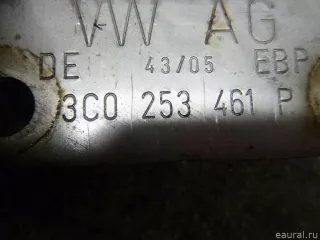 VW AG
DE 43/05 EBP
3C0 253 461 P
eaural.ru